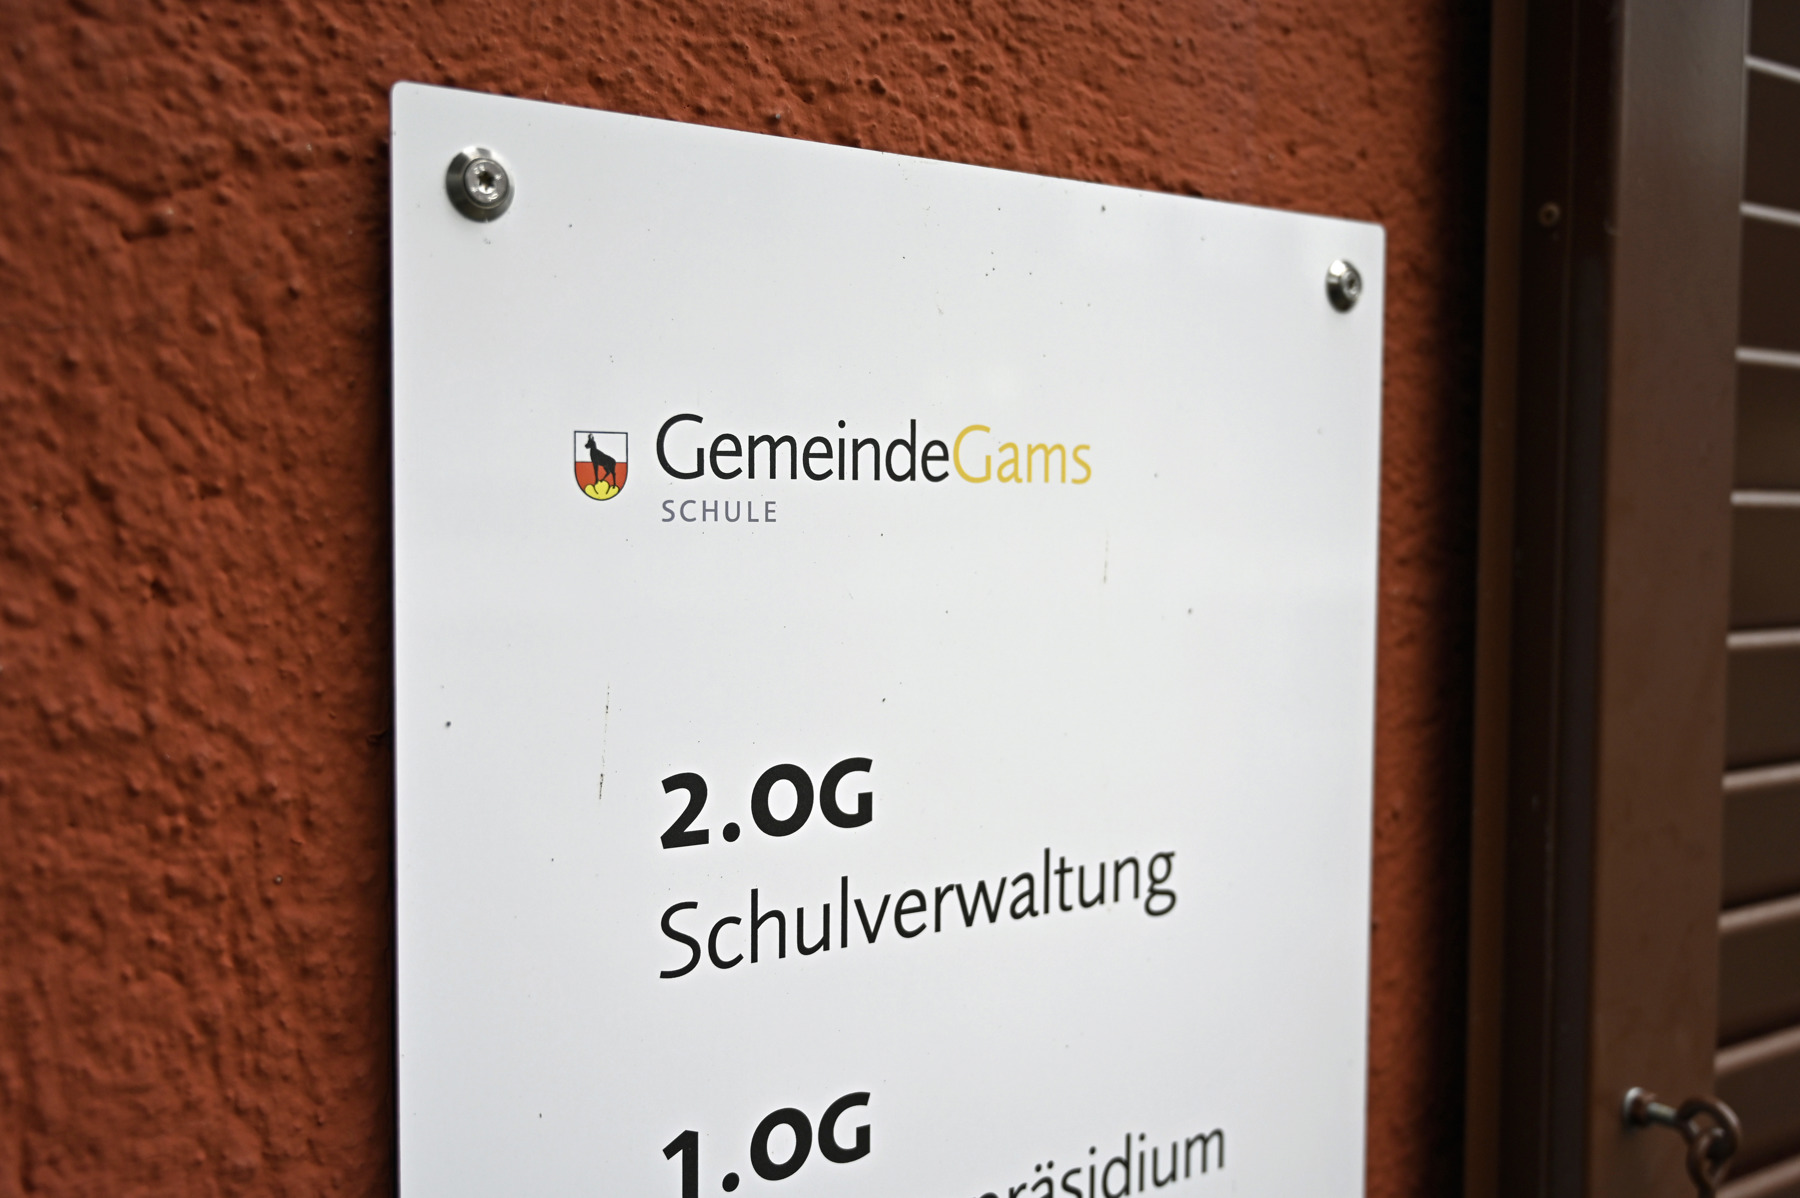 GemeindeGams
SCHULE
2.OG
Schulverwaltung
1.OG